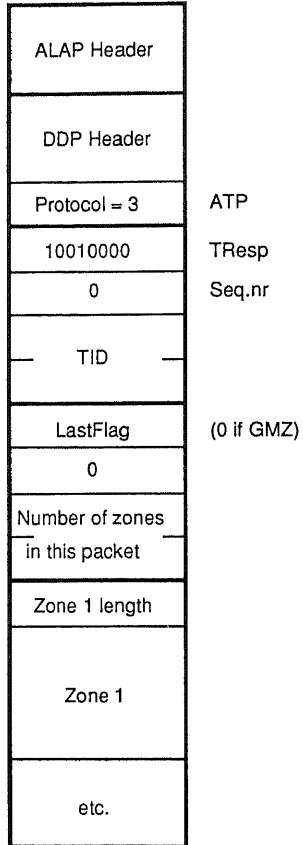 ALAP Header
DDP Header
Protocol = 3 ATP
10010000 TResp
0 Seq.nr
TID
LastFlag (0 if GMZ)
0
Number of zones
in this packet
Zone 1 length
Zone 1
etc.